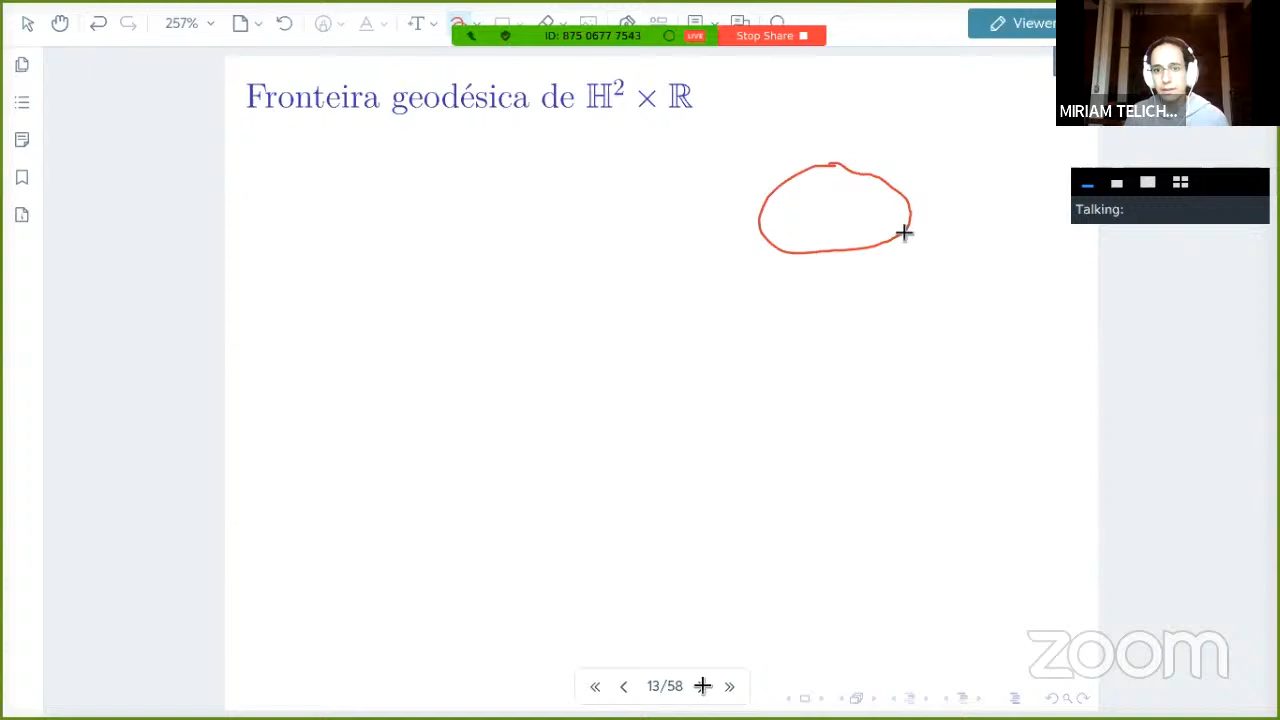 257%
T
ID: 875 0677 7543
LIVE
Stop Share
Viewer
MIRIAM TELICH...
Fronteira geodésica de ℍ² × ℝ
Talking:
zoom
13/58